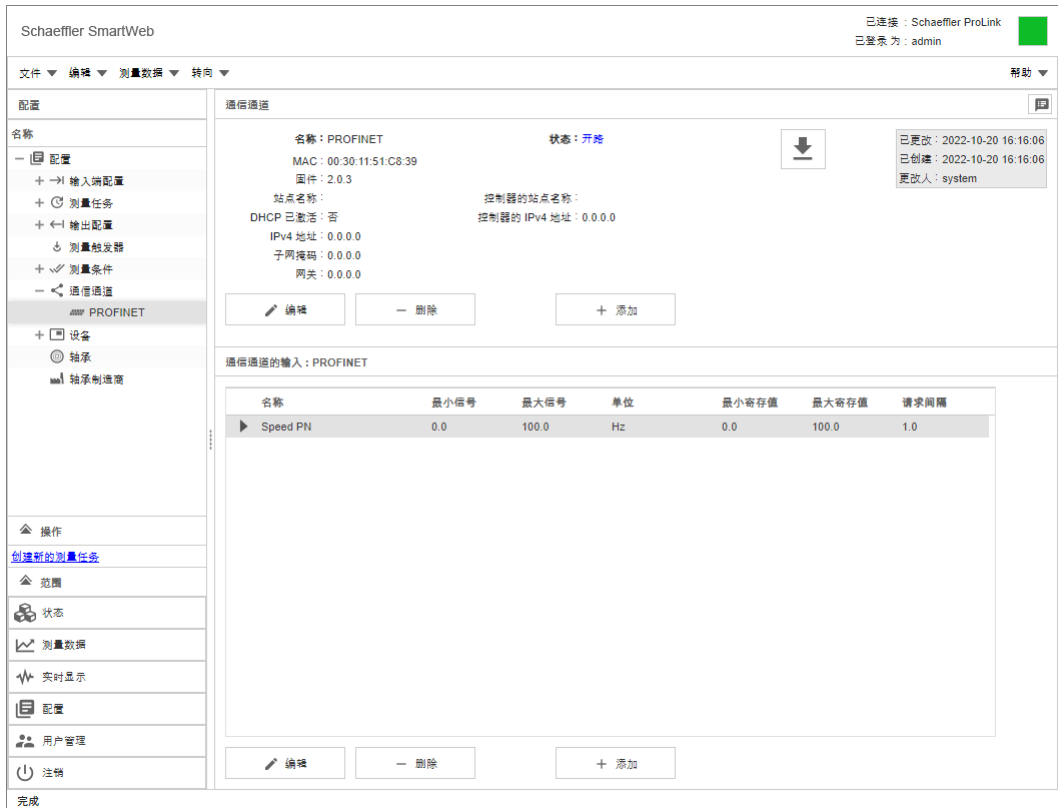 Schaeffler SmartWeb
已连接 : Schaeffler ProLink
已登录 为 : admin
文件 编辑 测量数据 转向 帮助
配置
名称
配置
输入端配置
测量任务
输出配置
测量触发器
测量条件
通信通道
PROFINET
设备
轴承
轴承制造商
操作
创建新的测量任务
范围
状态
测量数据
实时显示
配置
用户管理
注销
通信通道
名称 : PROFINET 状态 : 开路
MAC : 00:30:11:51:C8:39
固件 : 2.0.3
站点名称 : 控制器的站点名称 :
DHCP 已激活 : 否 控制器的 IPv4 地址 : 0.0.0.0
IPv4 地址 : 0.0.0.0
子网掩码 : 0.0.0.0
网关 : 0.0.0.0
已更改 : 2022-10-20 16:16:06
已创建 : 2022-10-20 16:16:06
更改人 : system
编辑 删除 添加
通信通道的输入 : PROFINET
名称 最小信号 最大信号 单位 最小寄存值 最大寄存值 请求间隔
Speed PN 0.0 100.0 Hz 0.0 100.0 1.0
编辑 删除 添加
完成